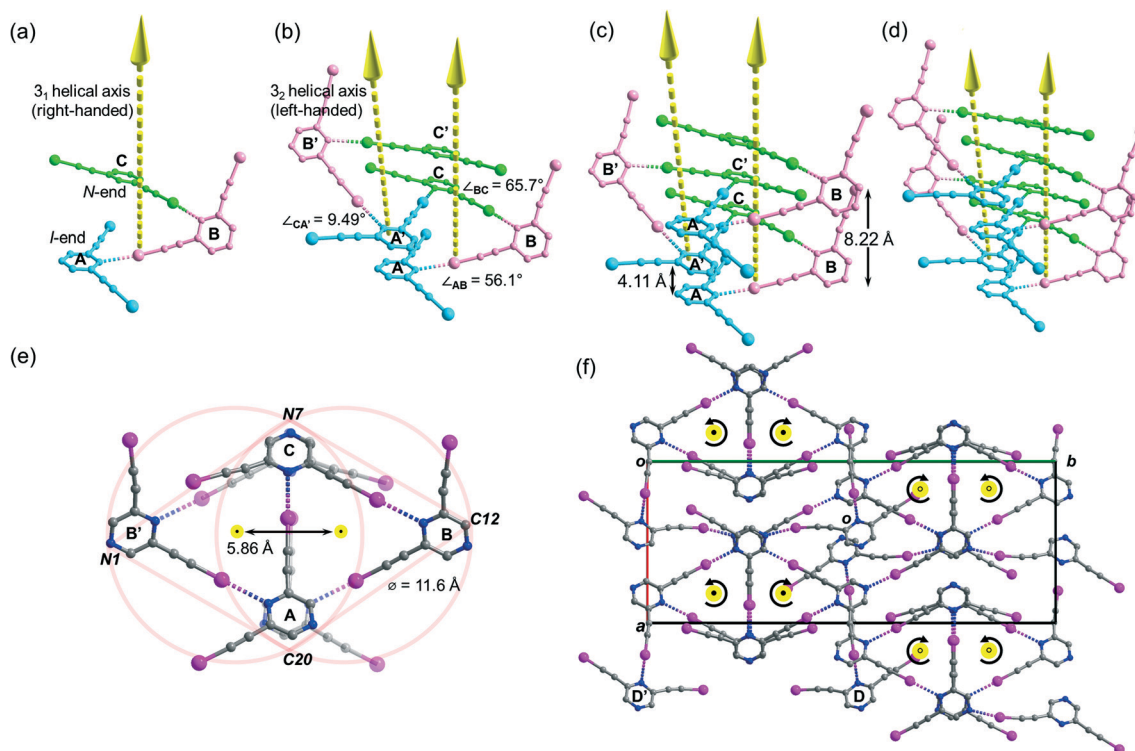 (a)
3₁ helical axis
(right-handed)
C
N-end
I-end
A
B
(b)
3₂ helical axis
(left-handed)
B'
C'
C
∠BC = 65.7°
∠CA' = 9.49°
A'
A
B
∠AB = 56.1°
(c)
B'
C'
C
B
A
A'
B
8.22 Å
4.11 Å
A
(d)
(e)
N7
C
B'
N1
5.86 Å
B
C12
⌀ = 11.6 Å
A
C20
(f)
o
b
o
a
D'
D